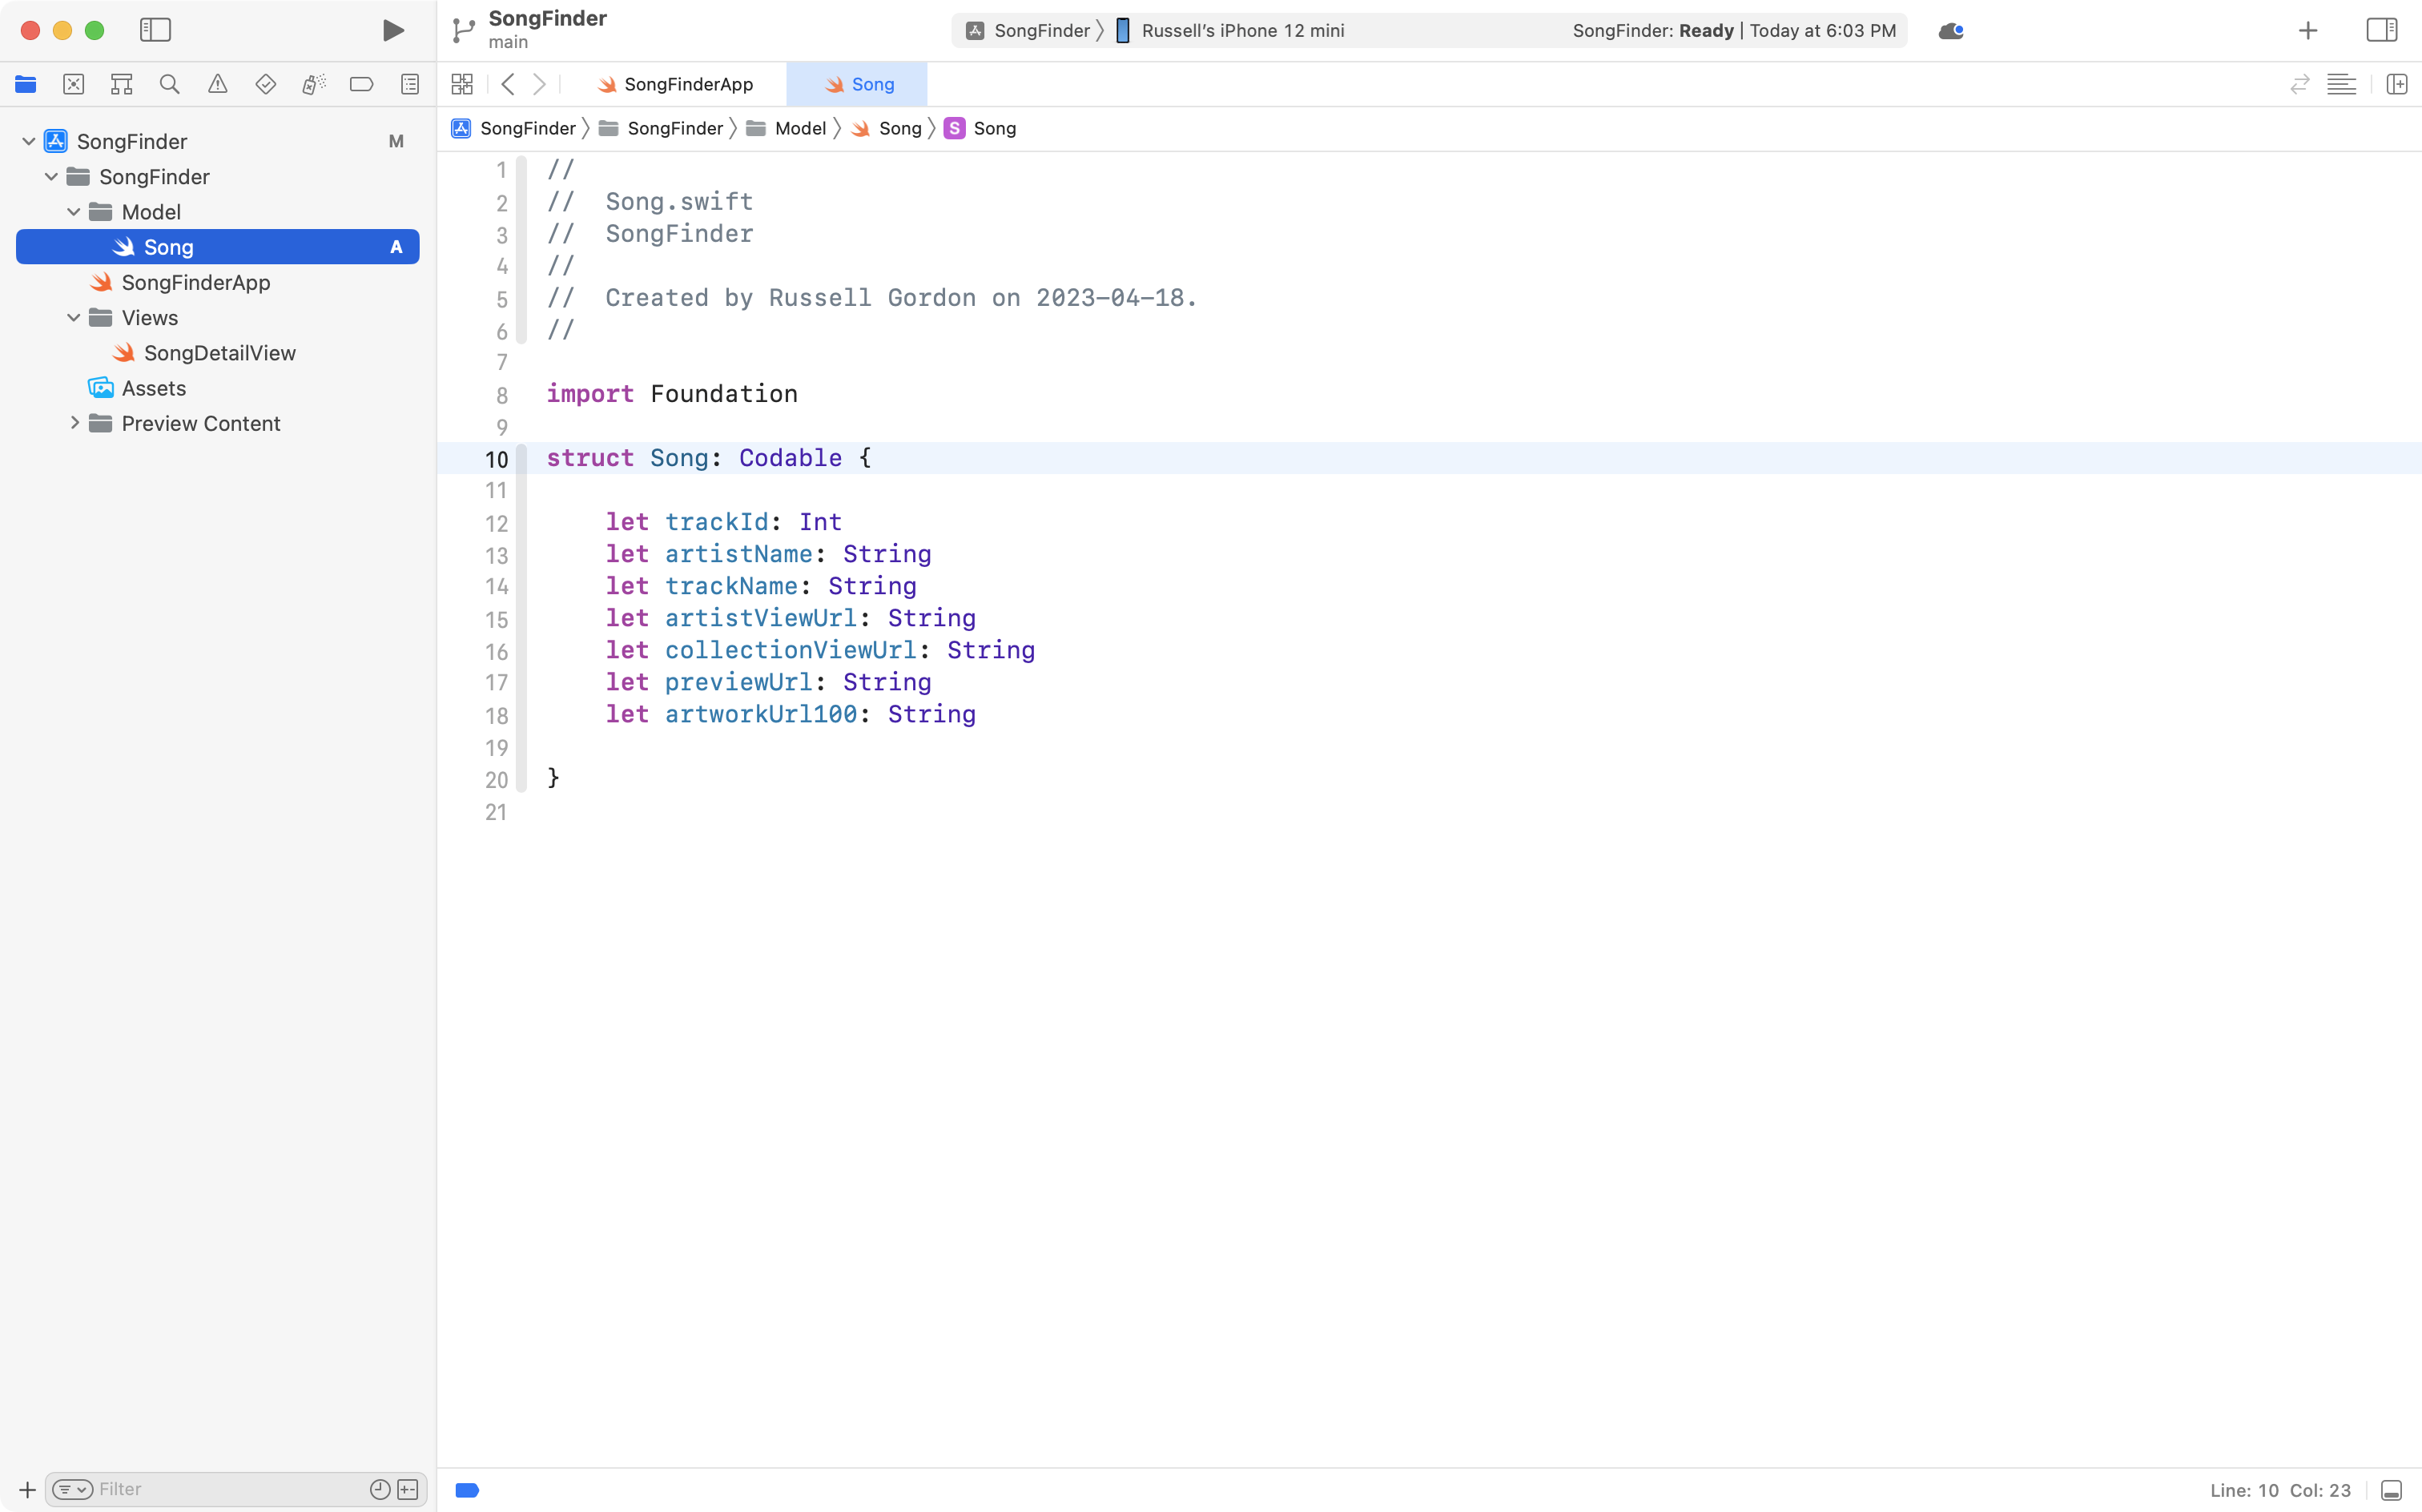 SongFinder
main
SongFinder
Russell’s iPhone 12 mini
SongFinder: Ready | Today at 6:03 PM
SongFinderApp
Song
SongFinder
SongFinder
Model
Song
S
Song
SongFinder
M
SongFinder
Model
Song
A
SongFinderApp
Views
SongDetailView
Assets
Preview Content
1 //
2 //  Song.swift
3 //  SongFinder
4 //
5 //  Created by Russell Gordon on 2023-04-18.
6 //
7
8 import Foundation
9
10 struct Song: Codable {
11
12     let trackId: Int
13     let artistName: String
14     let trackName: String
15     let artistViewUrl: String
16     let collectionViewUrl: String
17     let previewUrl: String
18     let artworkUrl100: String
19
20 }
21
Filter
Line: 10 Col: 23